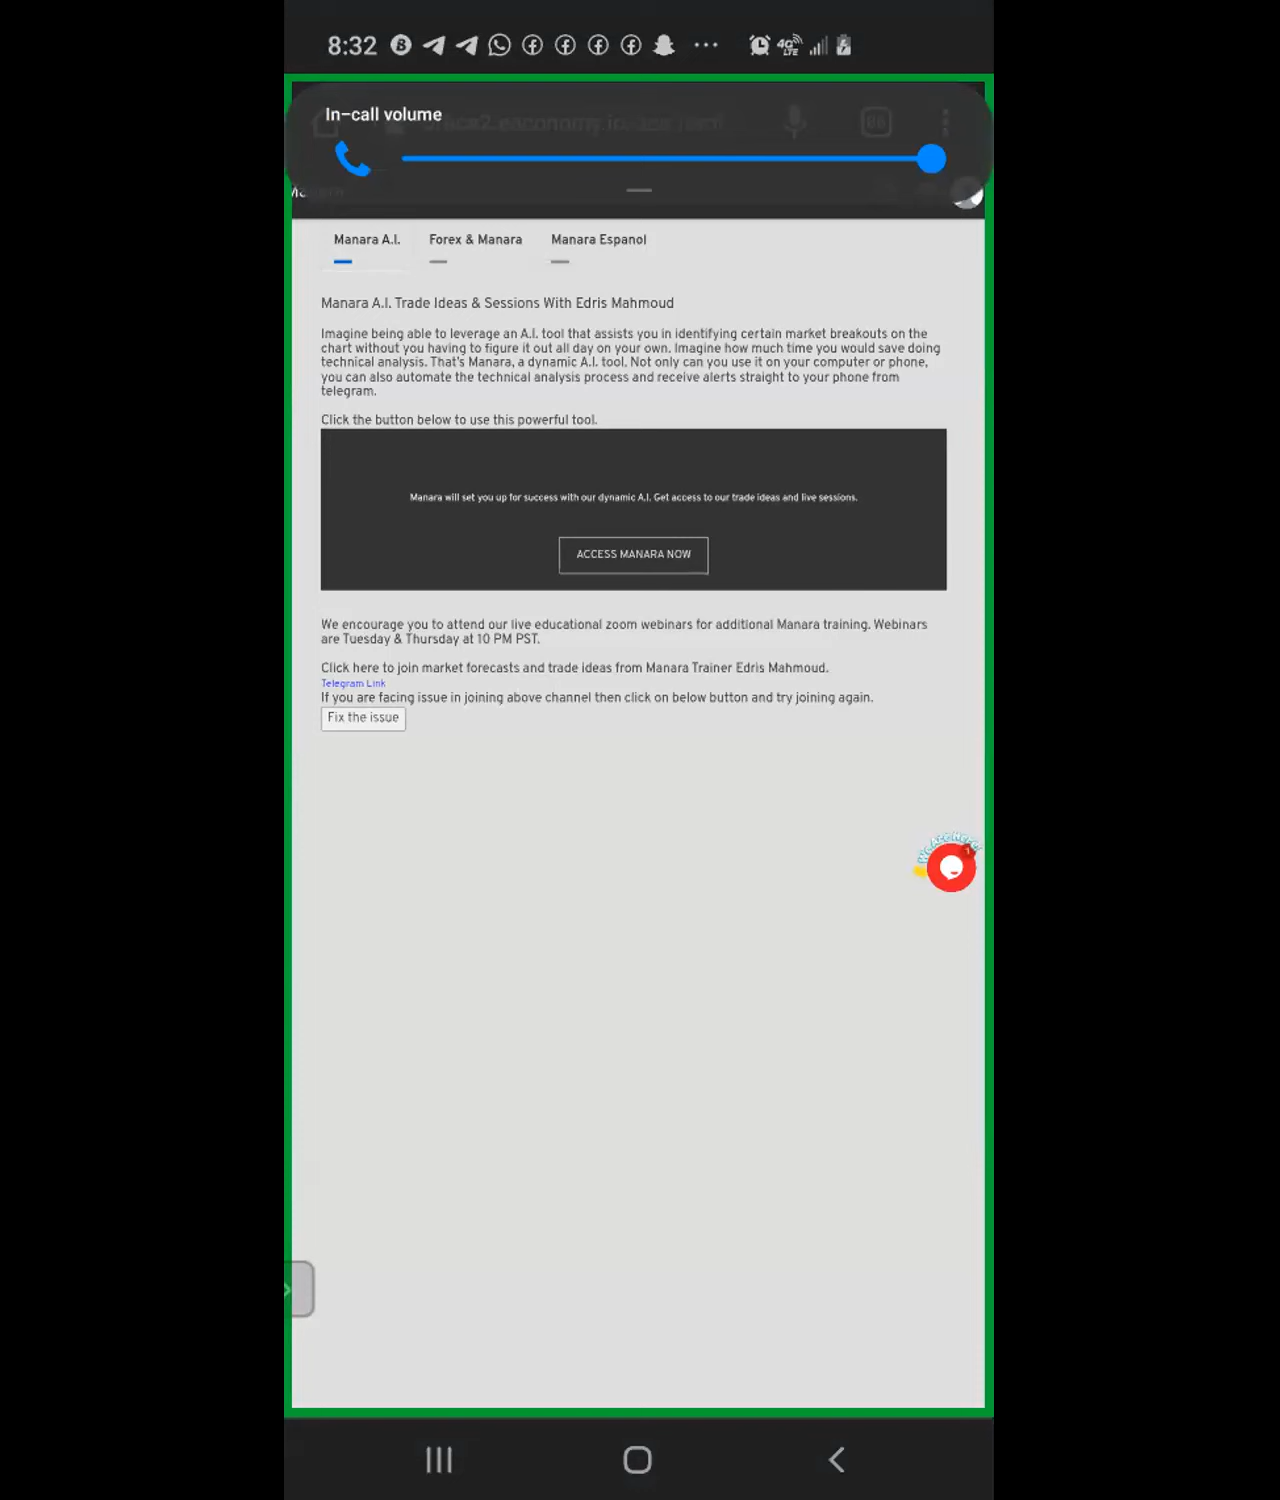 8:32
In-call volume
Manara A.I. Forex & Manara Manara Espanol
Manara A.I. Trade Ideas & Sessions With Edris Mahmoud
Imagine being able to leverage an A.I. tool that assists you in identifying certain market breakouts on the
chart without you having to figure it out all day on your own. Imagine how much time you would save doing
technical analysis. That's Manara, a dynamic A.I. tool. Not only can you use it on your computer or phone,
you can also automate the technical analysis process and receive alerts straight to your phone from
telegram.
Click the button below to use this powerful tool.
Manara will set you up for success with our dynamic A.I. Get access to our trade ideas and live sessions.
ACCESS MANARA NOW
We encourage you to attend our live educational zoom webinars for additional Manara training. Webinars
are Tuesday & Thursday at 10 PM PST.
Click here to join market forecasts and trade ideas from Manara Trainer Edris Mahmoud.
Telegram Link
If you are facing issue in joining above channel then click on below button and try joining again.
Fix the issue
We Are Here!
1